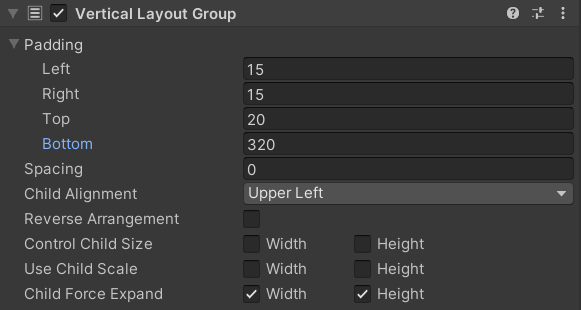 Vertical Layout Group
Padding
Left 15
Right 15
Top 20
Bottom 320
Spacing 0
Child Alignment Upper Left
Reverse Arrangement
Control Child Size Width Height
Use Child Scale Width Height
Child Force Expand Width Height